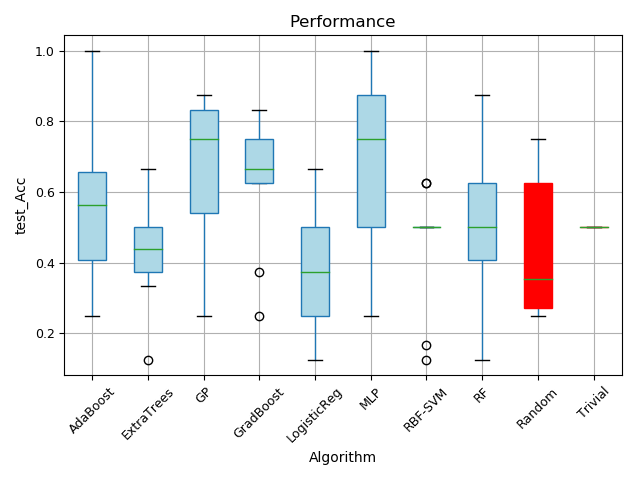 Performance
1.0
0.8
0.6
0.4
0.2
test_Acc
AdaBoost
ExtraTrees
GP
GradBoost
LogisticReg
MLP
RBF-SVM
RF
Random
Trivial
Algorithm